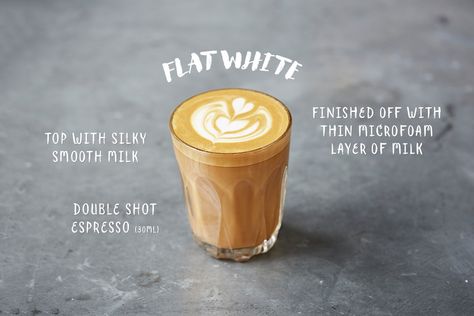 FLAT WHITE
TOP WITH SILKY
SMOOTH MILK
DOUBLE SHOT
ESPRESSO (30ML)
FINISHED OFF WITH
THIN MICROFOAM
LAYER OF MILK